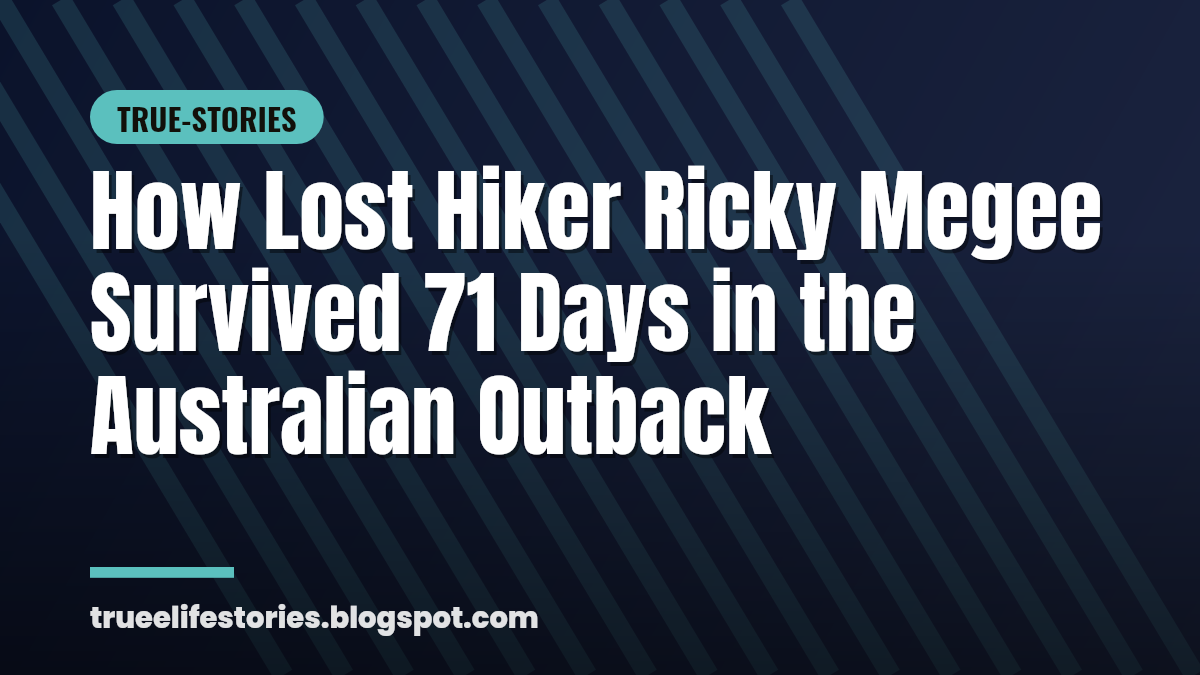 TRUE-STORIES
How Lost Hiker Ricky Megee
Survived 71 Days in the
Australian Outback
trueelifestories.blogspot.com